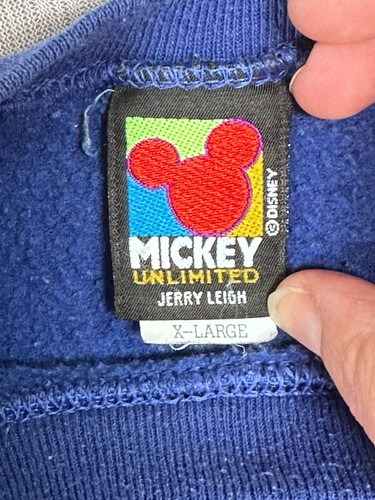 © DISNEY
MICKEY
UNLIMITED
JERRY LEIGH
X-LARGE